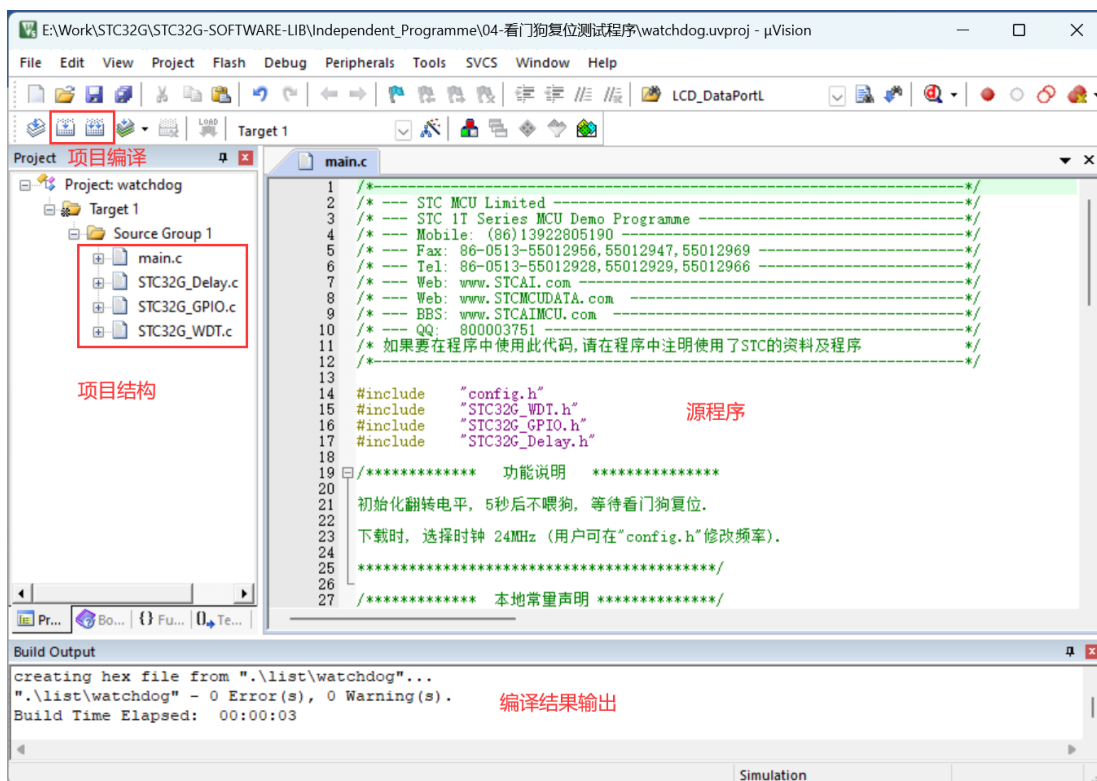 E:\Work\STC32G\STC32G-SOFTWARE-LIB\Independent_Programme\04-看门狗复位测试程序\watchdog.uvproj - µVision
File Edit View Project Flash Debug Peripherals Tools SVCS Window Help
LCD_DataPortL
LOAD
Target 1
Project 项目编译
main.c
Project: watchdog
Target 1
Source Group 1
main.c
STC32G_Delay.c
STC32G_GPIO.c
STC32G_WDT.c
项目结构
1 /*---------------------------------------------------------------------*/
2 /* --- STC MCU Limited ------------------------------------------------*/
3 /* --- STC 1T Series MCU Demo Programme -------------------------------*/
4 /* --- Mobile: (86)13922805190 ----------------------------------------*/
5 /* --- Fax: 86-0513-55012956,55012947,55012969 ------------------------*/
6 /* --- Tel: 86-0513-55012928,55012929,55012966 ------------------------*/
7 /* --- Web: www.STCAI.com ---------------------------------------------*/
8 /* --- Web: www.STCMCUDATA.com ---------------------------------------*/
9 /* --- BBS: www.STCAIMCU.com -----------------------------------------*/
10 /* --- QQ: 800003751 -------------------------------------------------*/
11 /* 如果要在程序中使用此代码,请在程序中注明使用了STC的资料及程序 */
12 /*---------------------------------------------------------------------*/
13
14 #include "config.h"
15 #include "STC32G_WDT.h"
16 #include "STC32G_GPIO.h"
17 #include "STC32G_Delay.h"
源程序
18
19 /************* 功能说明 ***************
20
21 初始化翻转电平, 5秒后不喂狗, 等待看门狗复位.
22
23 下载时, 选择时钟 24MHz (用户可在"config.h"修改频率).
24
25 ******************************************/
26
27 /************* 本地常量声明 **************/
Pr... Bo... {} Fu... 0 Te...
Build Output
creating hex file from ".\list\watchdog"...
".\list\watchdog" - 0 Error(s), 0 Warning(s).
Build Time Elapsed: 00:00:03
编译结果输出
Simulation